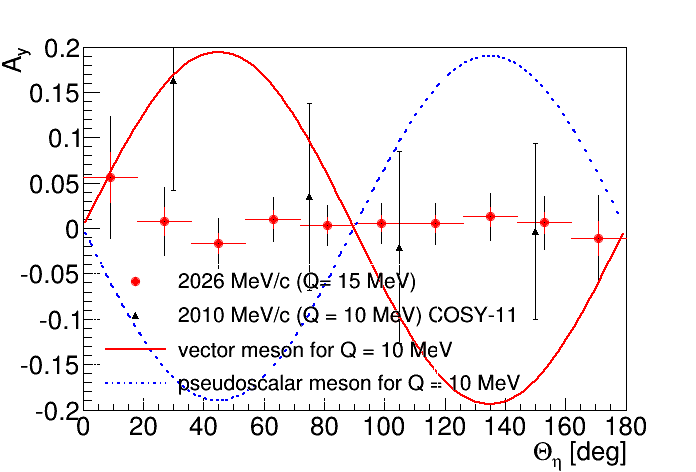 A_y
0.2
0.15
0.1
0.05
0
-0.05
-0.1
-0.15
-0.2
2026 MeV/c (Q= 15 MeV)
2010 MeV/c (Q = 10 MeV) COSY-11
vector meson for Q = 10 MeV
pseudoscalar meson for Q = 10 MeV
0 20 40 60 80 100 120 140 160 180
Θ_η [deg]